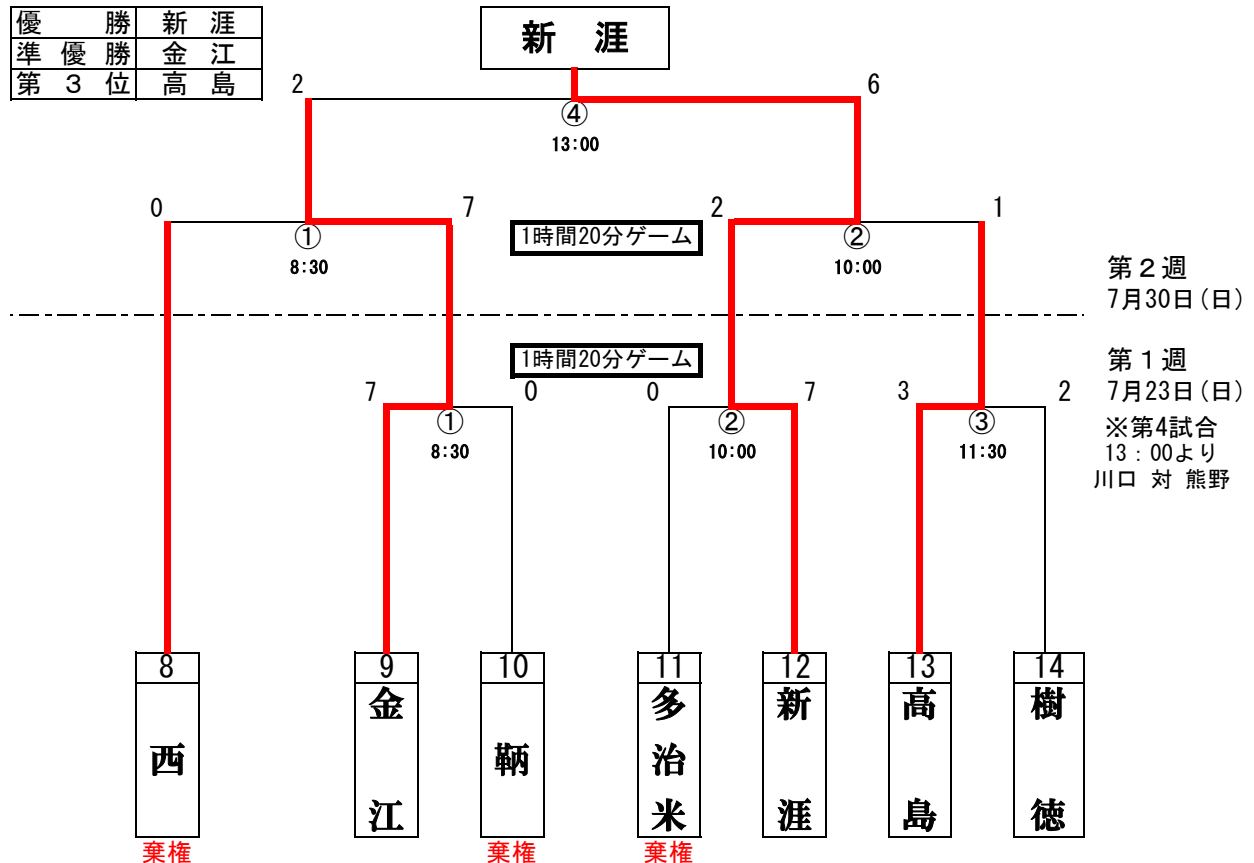 優勝 新涯
準優勝 金江
第3位 高島
新 涯
2 6
④
13:00
0 7 2 1
① 1時間20分ゲーム ②
8:30 10:00
第2週
7月30日(日)
1時間20分ゲーム
第1週
7月23日(日)
7 0 0 7 3 2
① ② ③
8:30 10:00 11:30
※第4試合
13:00より
川口 対 熊野
8 9 10 11 12 13 14
西 金江 鞆 多治米 新涯 高島 樹徳
棄権 棄権 棄権